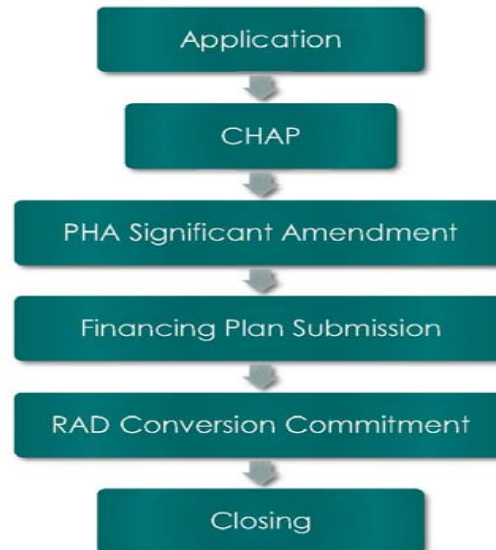 Application
CHAP
PHA Significant Amendment
Financing Plan Submission
RAD Conversion Commitment
Closing